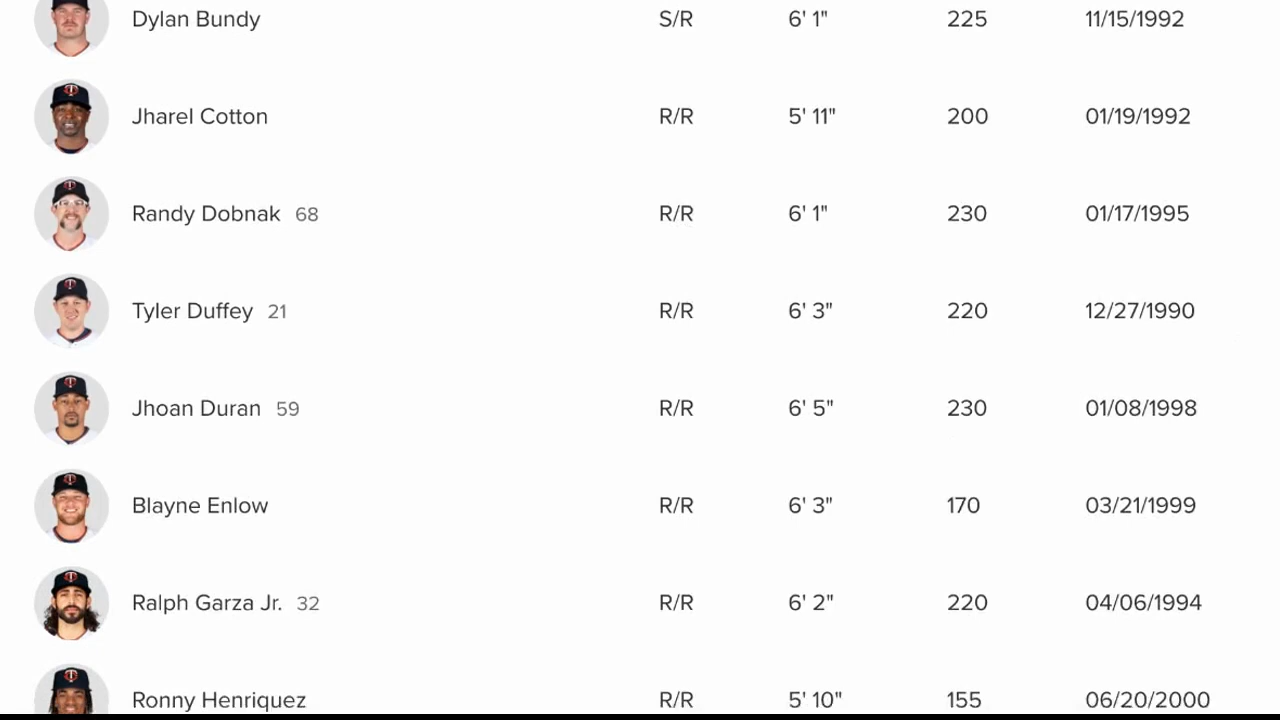 Dylan Bundy S/R 6' 1" 225 11/15/1992
Jharel Cotton R/R 5' 11" 200 01/19/1992
Randy Dobnak 68 R/R 6' 1" 230 01/17/1995
Tyler Duffey 21 R/R 6' 3" 220 12/27/1990
Jhoan Duran 59 R/R 6' 5" 230 01/08/1998
Blayne Enlow R/R 6' 3" 170 03/21/1999
Ralph Garza Jr. 32 R/R 6' 2" 220 04/06/1994
Ronny Henriquez R/R 5' 10" 155 06/20/2000